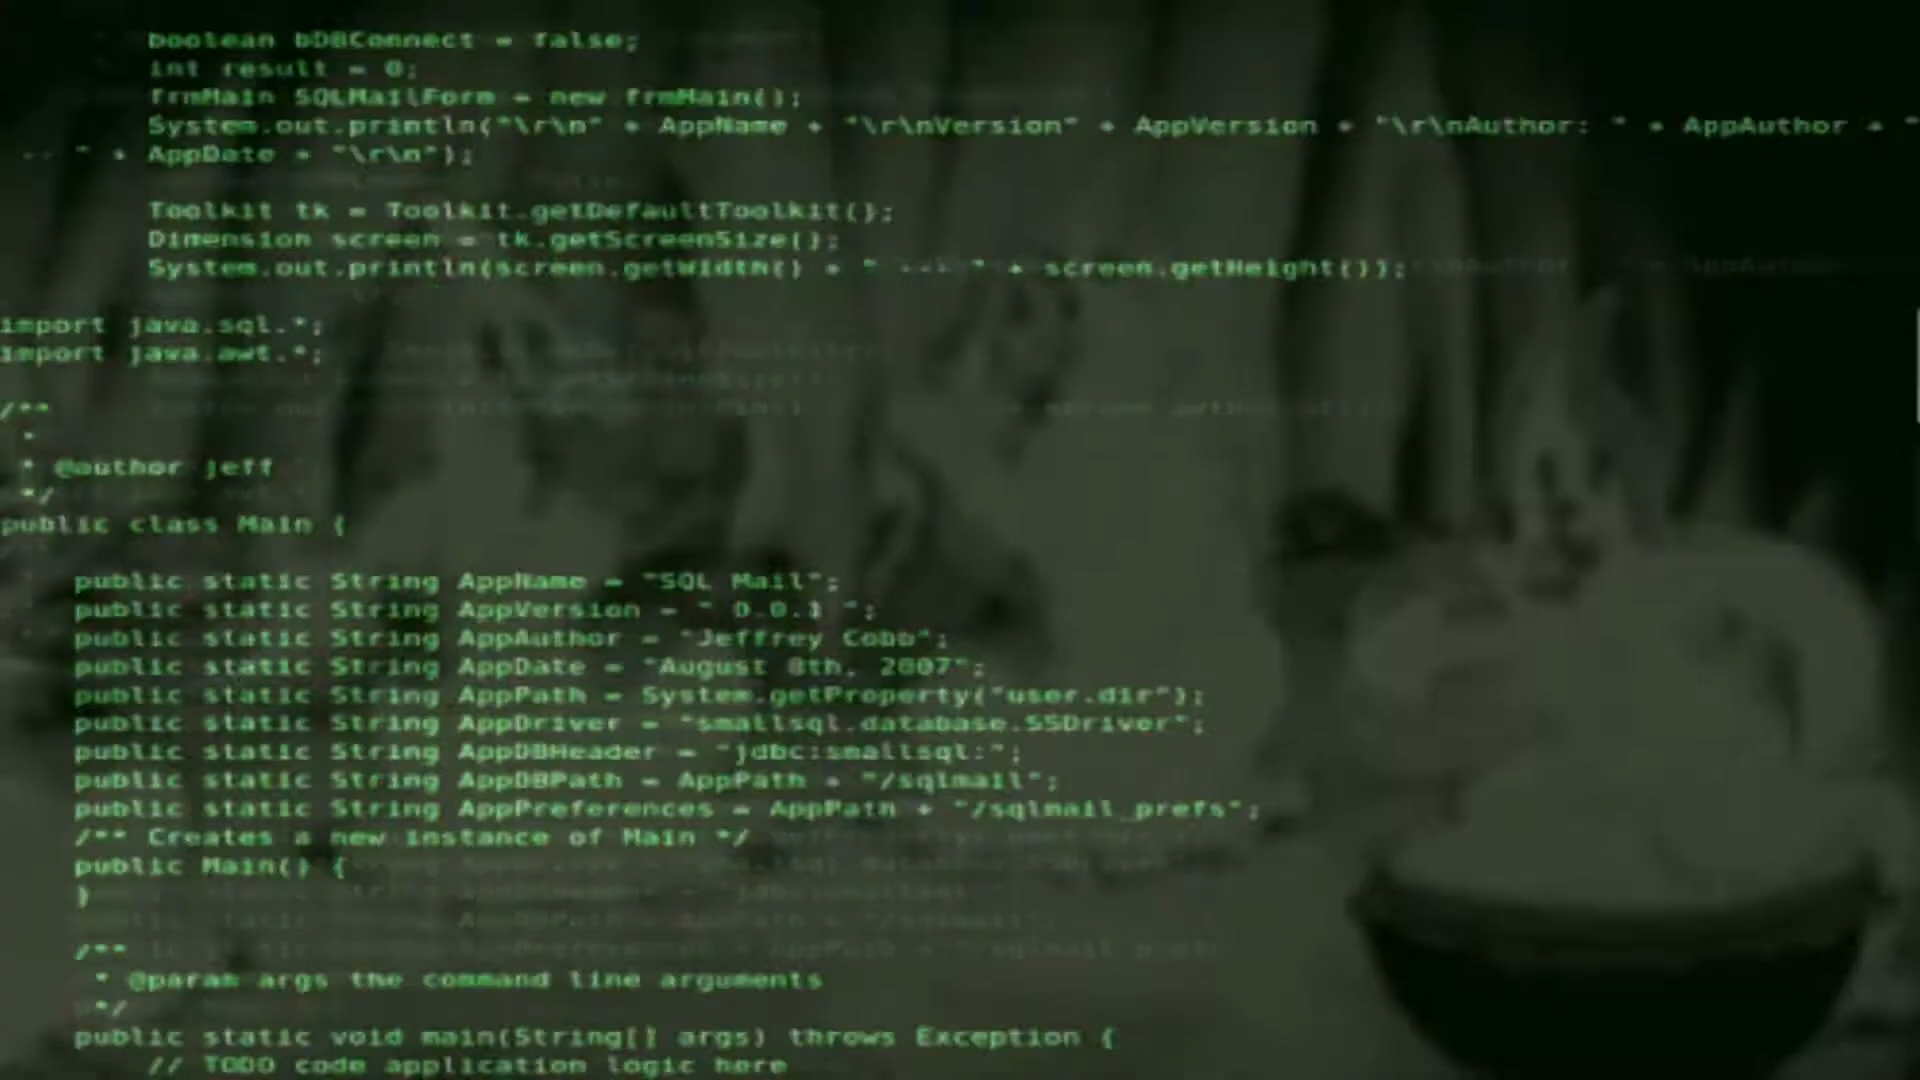 boolean bDBConnect = false;
int result = 0;
frmMain SQLMailForm = new frmMain();
System.out.println("\r\n" + AppName + "\r\nVersion" + AppVersion + "\r\nAuthor: " + AppAuthor + "
-- " + AppDate + "\r\n");
Toolkit tk = Toolkit.getDefaultToolkit();
Dimension screen = tk.getScreenSize();
System.out.println(screen.getWidth() + " --- " + screen.getHeight());
import java.sql.*;
import java.awt.*;
/**
*
* @author jeff
*/
public class Main {
public static String AppName = "SQL Mail";
public static String AppVersion = " 0.0.1 ";
public static String AppAuthor = "Jeffrey Cobb";
public static String AppDate = "August 8th, 2007";
public static String AppPath = System.getProperty("user.dir");
public static String AppDriver = "smallsql.database.SSDriver";
public static String AppDBHeader = "jdbc:smallsql:";
public static String AppDBPath = AppPath + "/sqlmail";
public static String AppPreferences = AppPath + "/sqlmail_prefs";
/** Creates a new instance of Main */
public Main() {
}
/**
* @param args the command line arguments
*/
public static void main(String[] args) throws Exception {
// TODO code application logic here